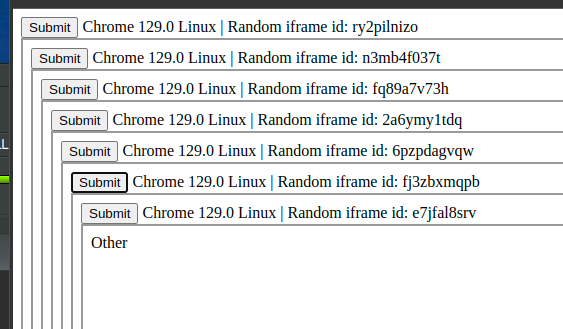 Submit Chrome 129.0 Linux | Random iframe id: ry2pilnizo
Submit Chrome 129.0 Linux | Random iframe id: n3mb4f037t
Submit Chrome 129.0 Linux | Random iframe id: fq89a7v73h
Submit Chrome 129.0 Linux | Random iframe id: 2a6ymy1tdq
Submit Chrome 129.0 Linux | Random iframe id: 6pzpdagvqw
Submit Chrome 129.0 Linux | Random iframe id: fj3zbxmqpb
Submit Chrome 129.0 Linux | Random iframe id: e7jfal8srv
Other